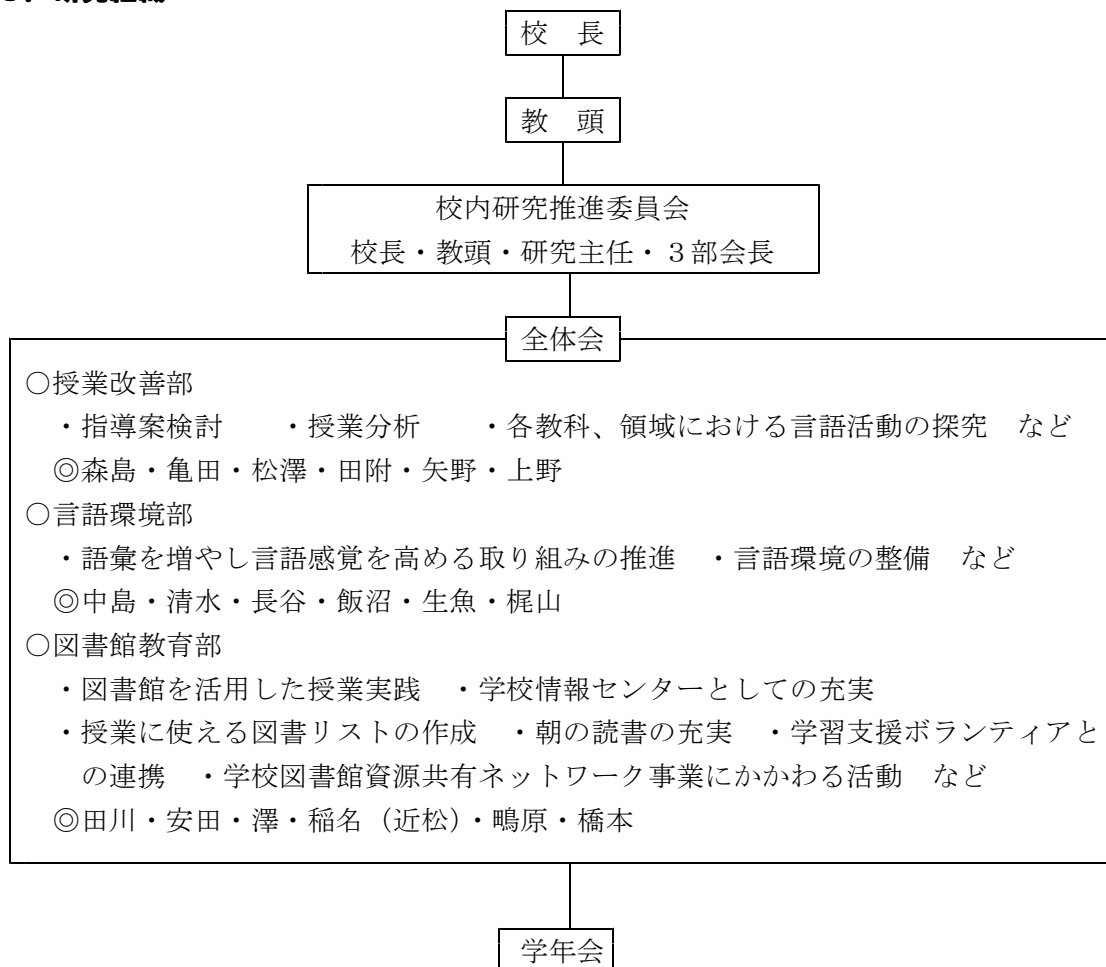 校　長
教　頭
校内研究推進委員会
校長・教頭・研究主任・３部会長
全体会
○授業改善部
・指導案検討　　・授業分析　　・各教科、領域における言語活動の探究　など
◎森島・亀田・松澤・田附・矢野・上野
○言語環境部
・語彙を増やし言語感覚を高める取り組みの推進　・言語環境の整備　など
◎中島・清水・長谷・飯沼・生魚・梶山
○図書館教育部
・図書館を活用した授業実践　・学校情報センターとしての充実
・授業に使える図書リストの作成　・朝の読書の充実　・学習支援ボランティアと
の連携　・学校図書館資源共有ネットワーク事業にかかわる活動　など
◎田川・安田・澤・稲名（近松）・鴫原・橋本
学年会